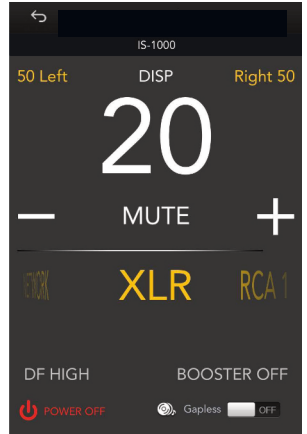 IS-1000
50 Left DISP Right 50
20
MUTE
NETWORK XLR RCA 1
DF HIGH BOOSTER OFF
POWER OFF Gapless OFF